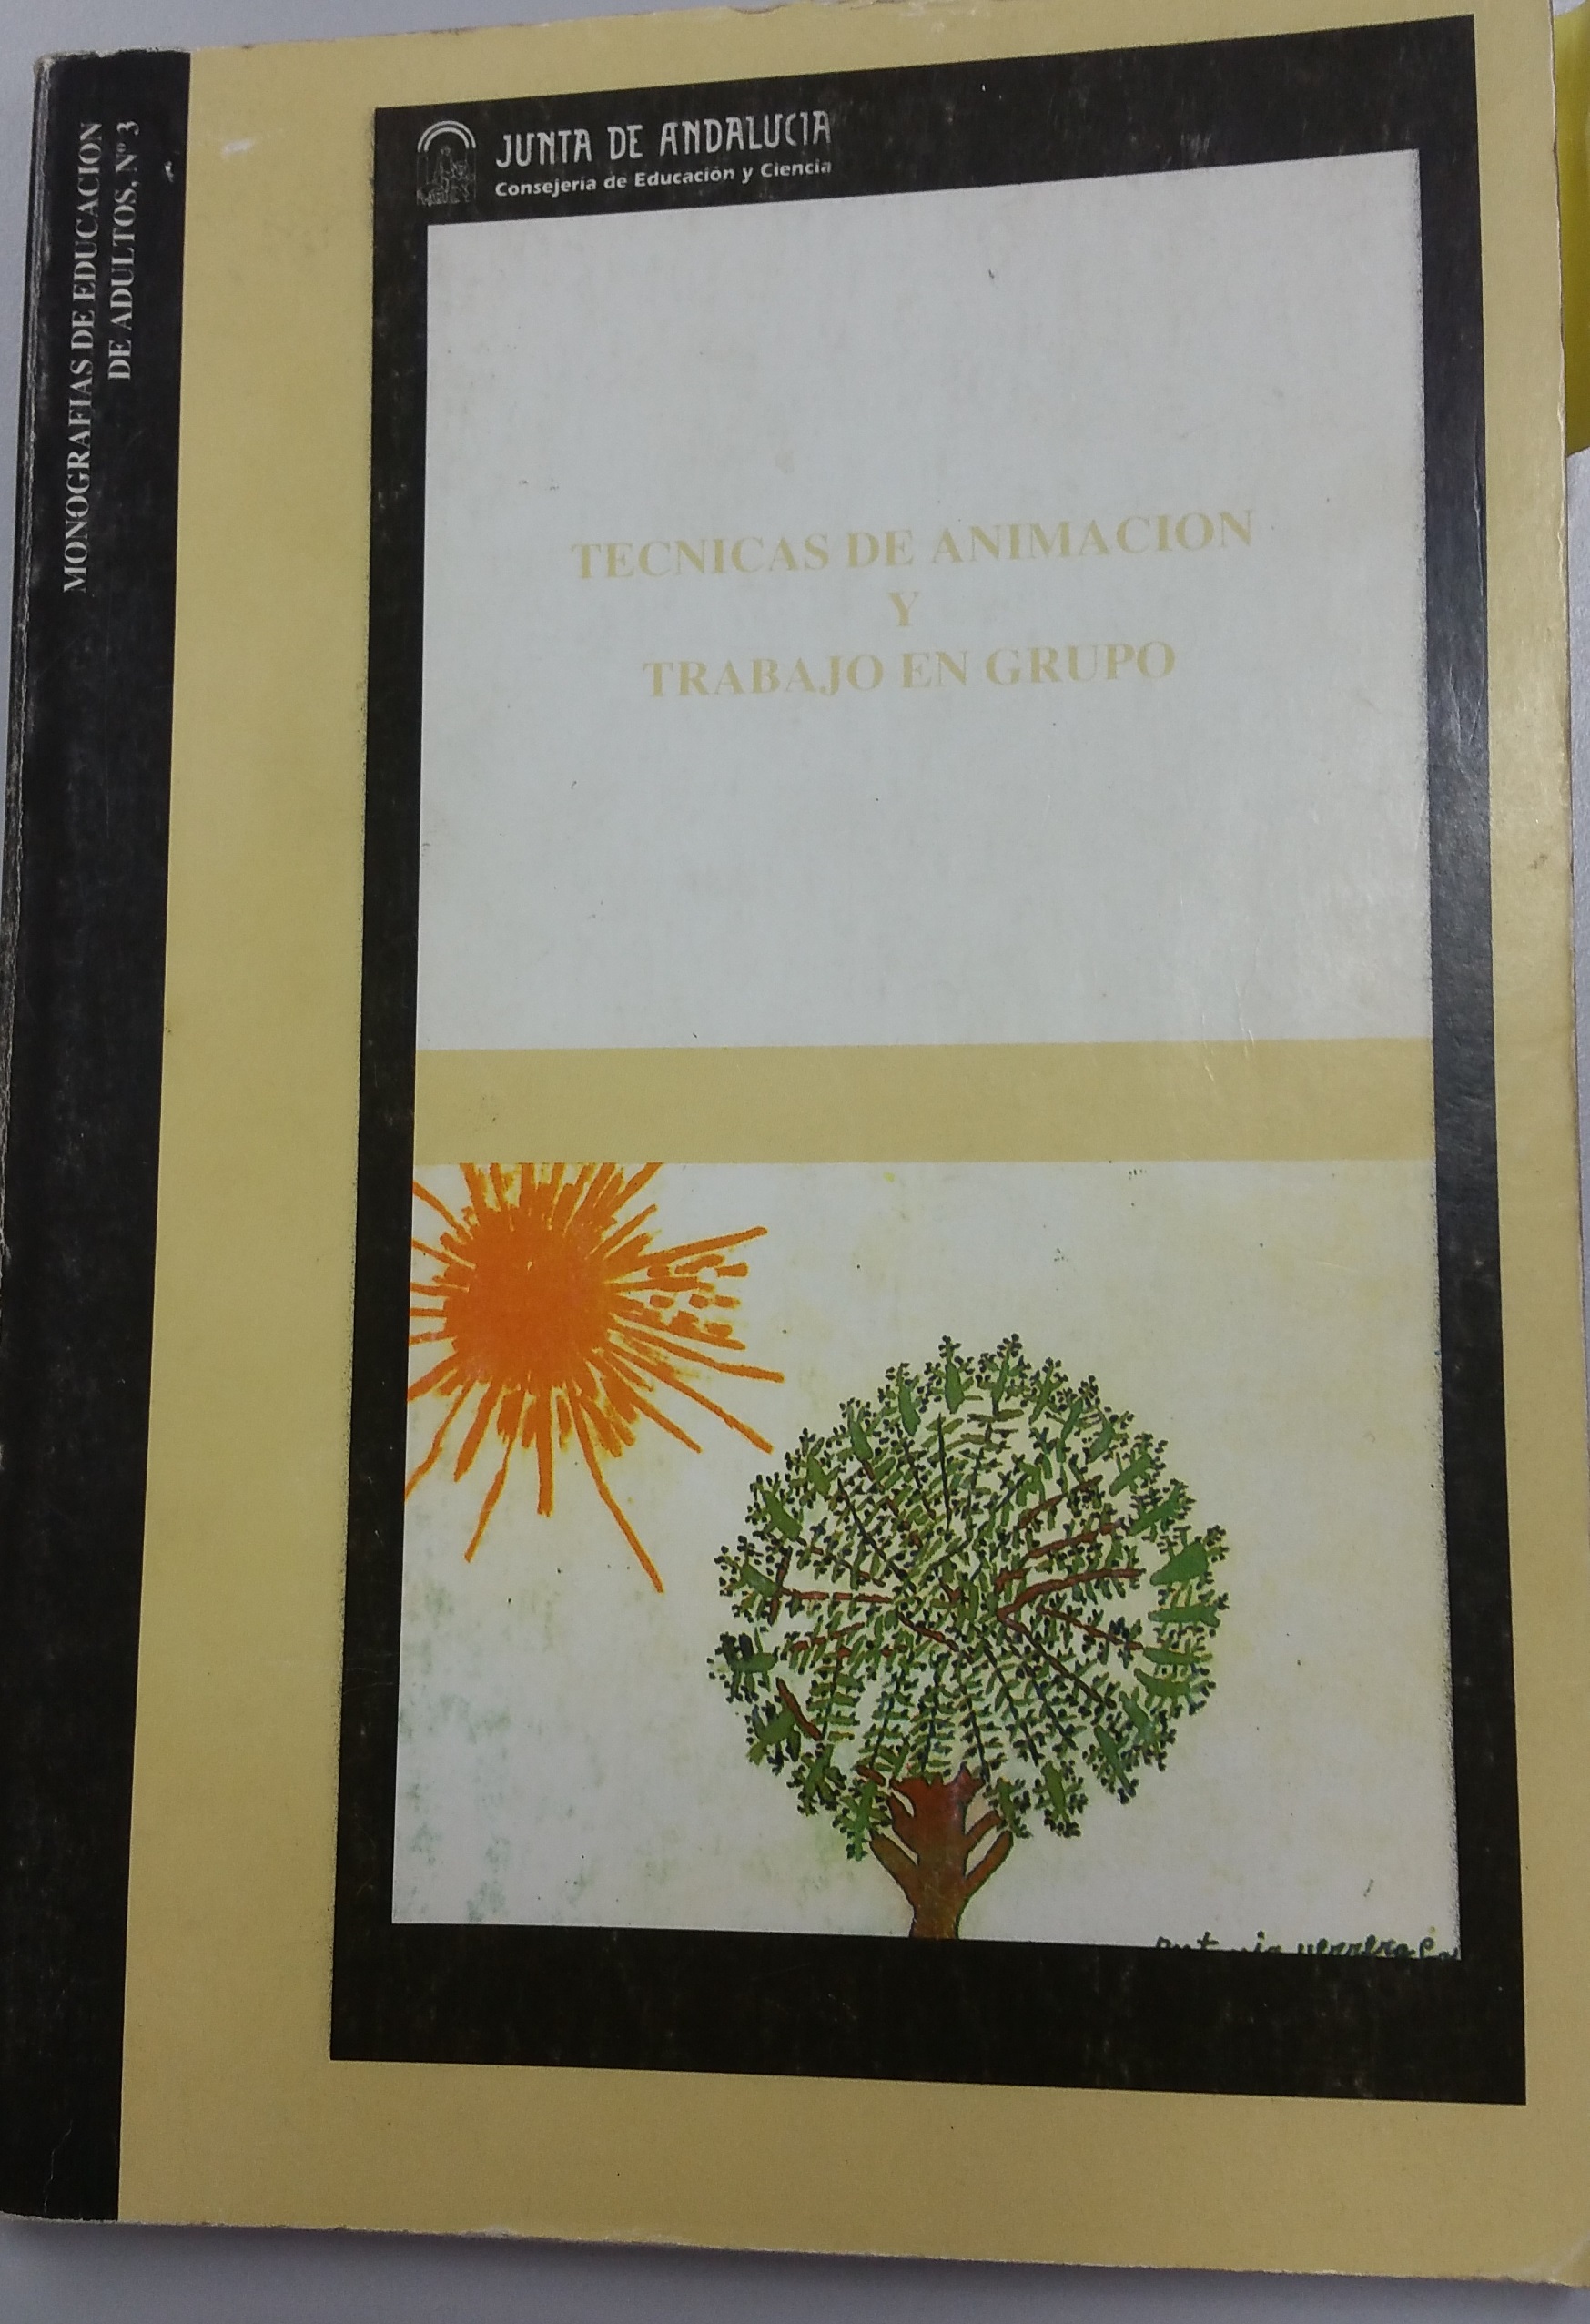 MONOGRAFIAS DE EDUCACION
DE ADULTOS, Nº 3
JUNTA DE ANDALUCIA
Consejería de Educación y Ciencia
TECNICAS DE ANIMACION
Y
TRABAJO EN GRUPO